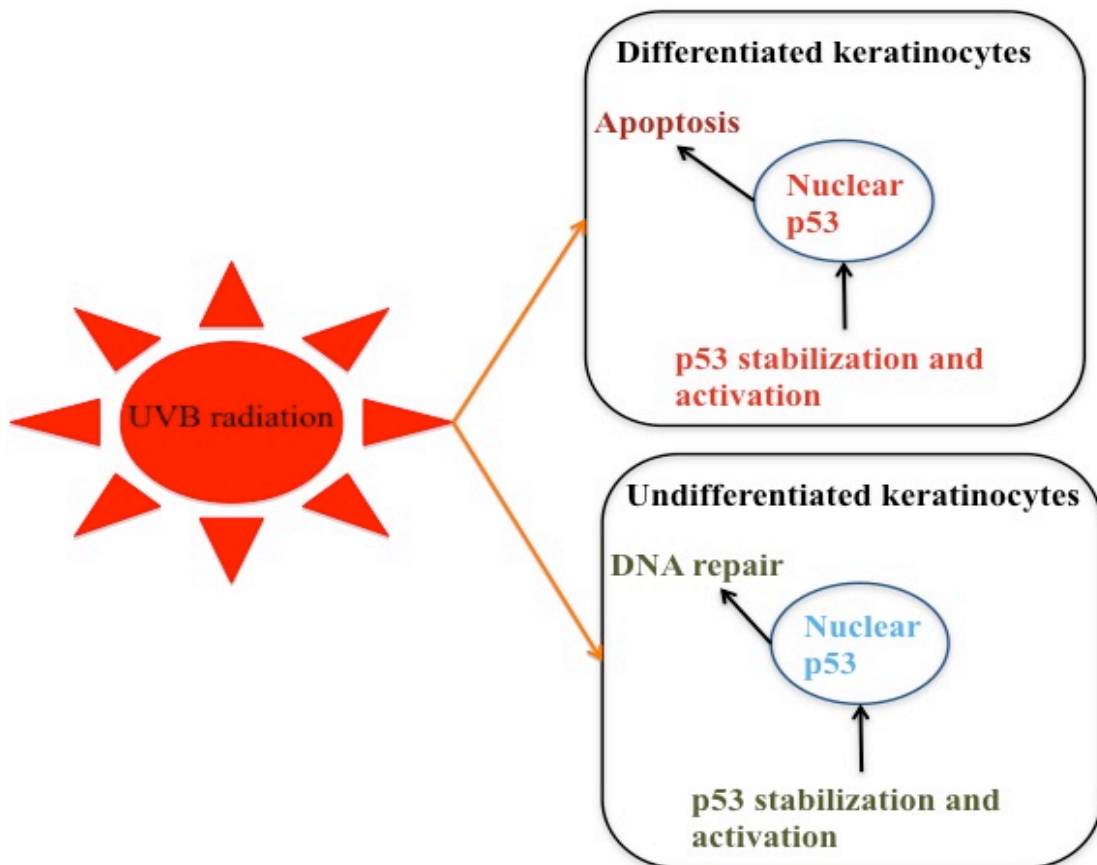 Differentiated keratinocytes
Apoptosis
Nuclear
p53
p53 stabilization and
activation
UVB radiation
Undifferentiated keratinocytes
DNA repair
Nuclear
p53
p53 stabilization and
activation